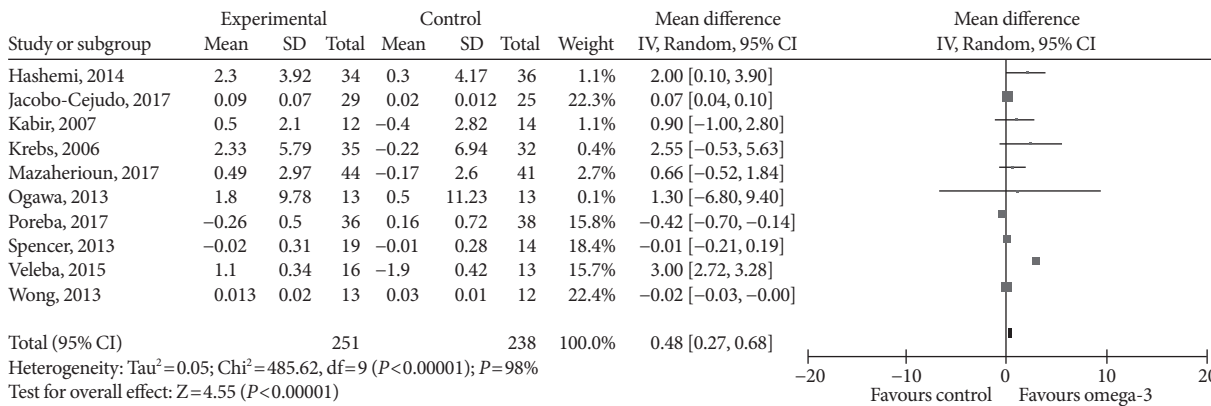 Experimental Control Mean difference Mean difference
Study or subgroup Mean SD Total Mean SD Total Weight IV, Random, 95% CI IV, Random, 95% CI
Hashemi, 2014 2.3 3.92 34 0.3 4.17 36 1.1% 2.00 [0.10, 3.90]
Jacobo-Cejudo, 2017 0.09 0.07 29 0.02 0.012 25 22.3% 0.07 [0.04, 0.10]
Kabir, 2007 0.5 2.1 12 −0.4 2.82 14 1.1% 0.90 [−1.00, 2.80]
Krebs, 2006 2.33 5.79 35 −0.22 6.94 32 0.4% 2.55 [−0.53, 5.63]
Mazaherioun, 2017 0.49 2.97 44 −0.17 2.6 41 2.7% 0.66 [−0.52, 1.84]
Ogawa, 2013 1.8 9.78 13 0.5 11.23 13 0.1% 1.30 [−6.80, 9.40]
Poreba, 2017 −0.26 0.5 36 0.16 0.72 38 15.8% −0.42 [−0.70, −0.14]
Spencer, 2013 −0.02 0.31 19 −0.01 0.28 14 18.4% −0.01 [−0.21, 0.19]
Veleba, 2015 1.1 0.34 16 −1.9 0.42 13 15.7% 3.00 [2.72, 3.28]
Wong, 2013 0.013 0.02 13 0.03 0.01 12 22.4% −0.02 [−0.03, −0.00]
Total (95% CI) 251 238 100.0% 0.48 [0.27, 0.68]
Heterogeneity: Tau²=0.05; Chi²=485.62, df=9 (P<0.00001); P=98%
Test for overall effect: Z=4.55 (P<0.00001)
−20 −10 0 10 20
Favours control Favours omega-3